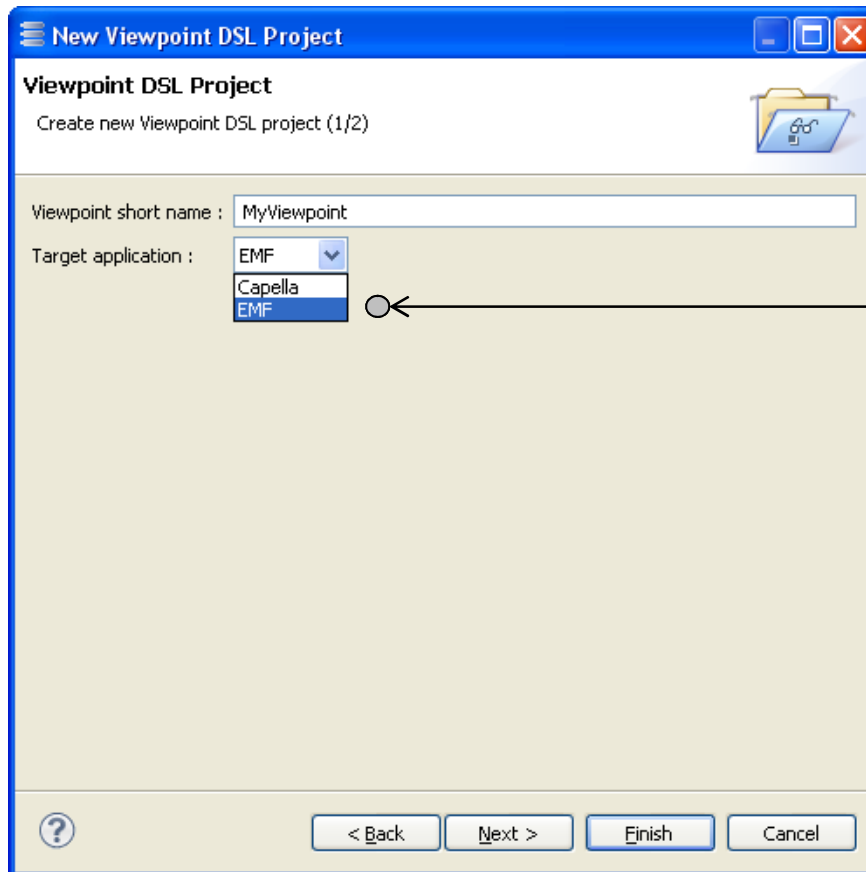 New Viewpoint DSL Project
Viewpoint DSL Project
Create new Viewpoint DSL project (1/2)
Viewpoint short name : MyViewpoint
Target application : EMF
Capella
EMF
? < Back Next > Finish Cancel